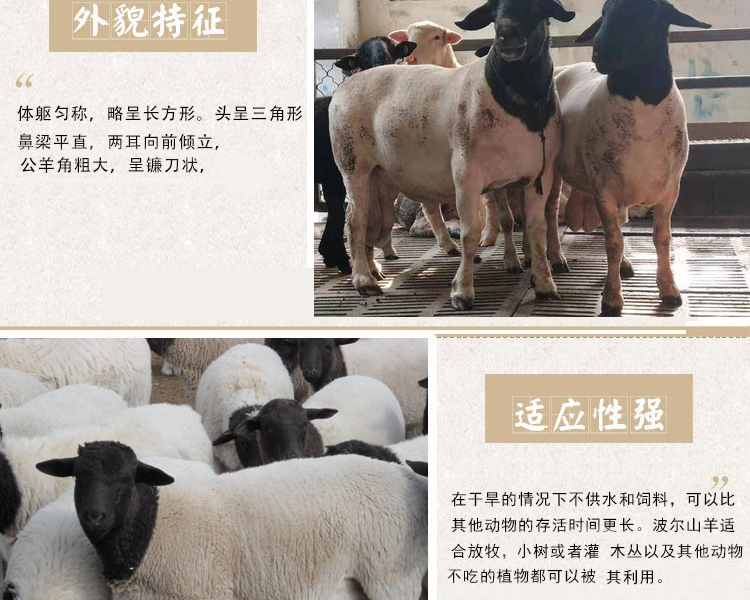 外貌特征
“
体躯匀称，略呈长方形。头呈三角形
鼻梁平直，两耳向前倾立，
公羊角粗大，呈镰刀状，
适应性强
”
在干旱的情况下不供水和饲料，可以比
其他动物的存活时间更长。波尔山羊适
合放牧，小树或者灌 木丛以及其他动物
不吃的植物都可以被 其利用。